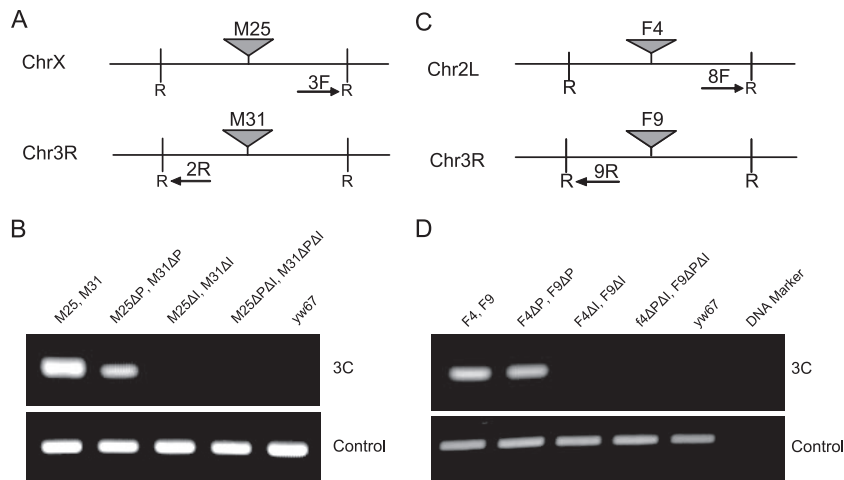 A
M25
ChrX
3F
R
R
M31
Chr3R
2R
R
R
B
M25, M31
M25ΔP, M31ΔP
M25ΔI, M31ΔI
M25ΔPΔI, M31ΔPΔI
yw67
3C
Control
C
F4
Chr2L
8F
R
R
F9
Chr3R
9R
R
R
D
F4, F9
F4ΔP, F9ΔP
F4ΔI, F9ΔI
f4ΔPΔI, F9ΔPΔI
yw67
DNA Marker
3C
Control